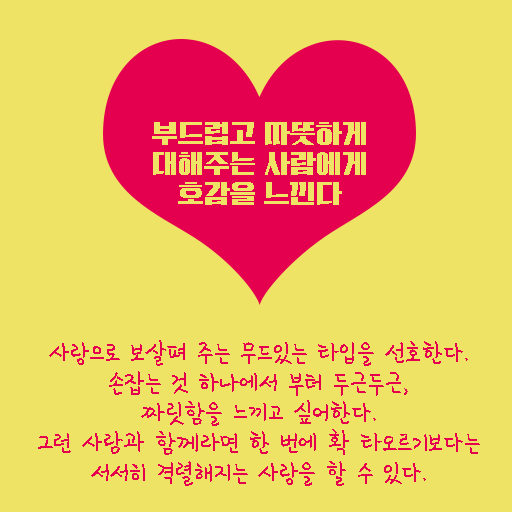 부드럽고 따뜻하게
대해주는 사람에게
호감을 느낀다
사랑으로 보살펴 주는 무드있는 타입을 선호한다.
손잡는 것 하나에서 부터 두근두근,
짜릿함을 느끼고 싶어한다.
그런 사람과 함께라면 한 번에 확 타오르기보다는
서서히 격렬해지는 사랑을 할 수 있다.